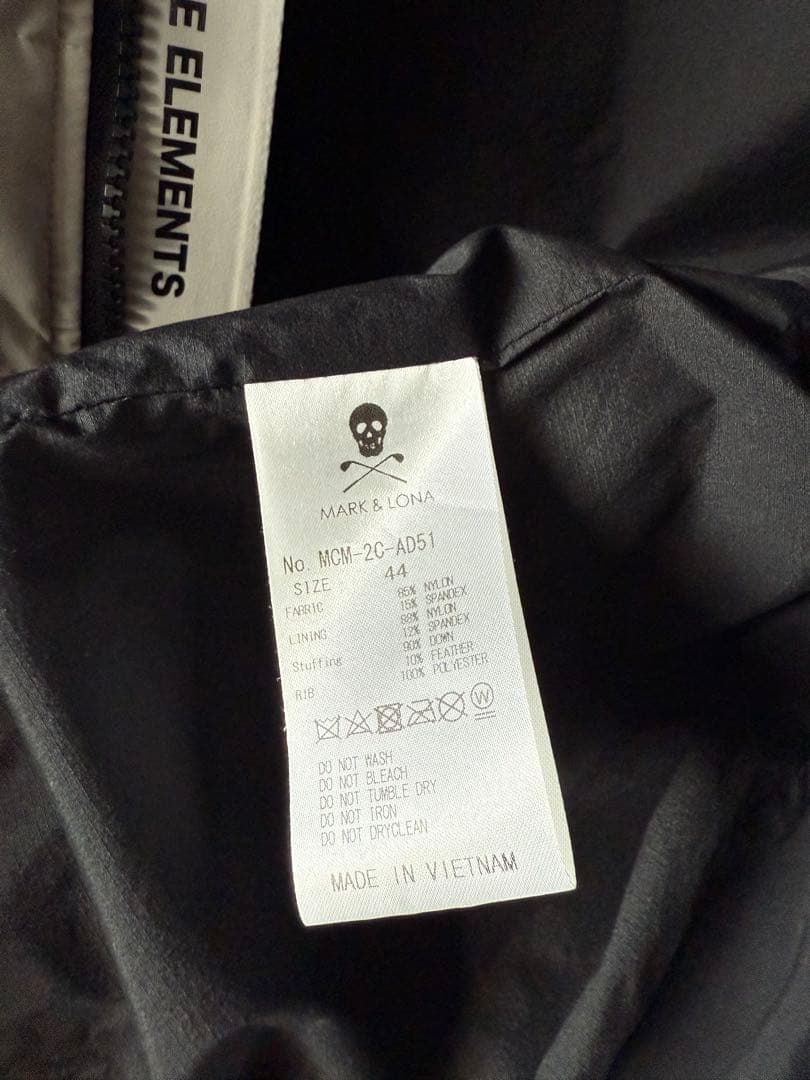 E ELEMENTS
MARK & LONA
No. MCM-2C-AD51
SIZE 44
FABRIC 85% NYLON
15% SPANDEX
LINING 88% NYLON
12% SPANDEX
Stuffing 90% DOWN
10% FEATHER
RIB 100% POLYESTER
W
DO NOT WASH
DO NOT BLEACH
DO NOT TUMBLE DRY
DO NOT IRON
DO NOT DRYCLEAN
MADE IN VIETNAM